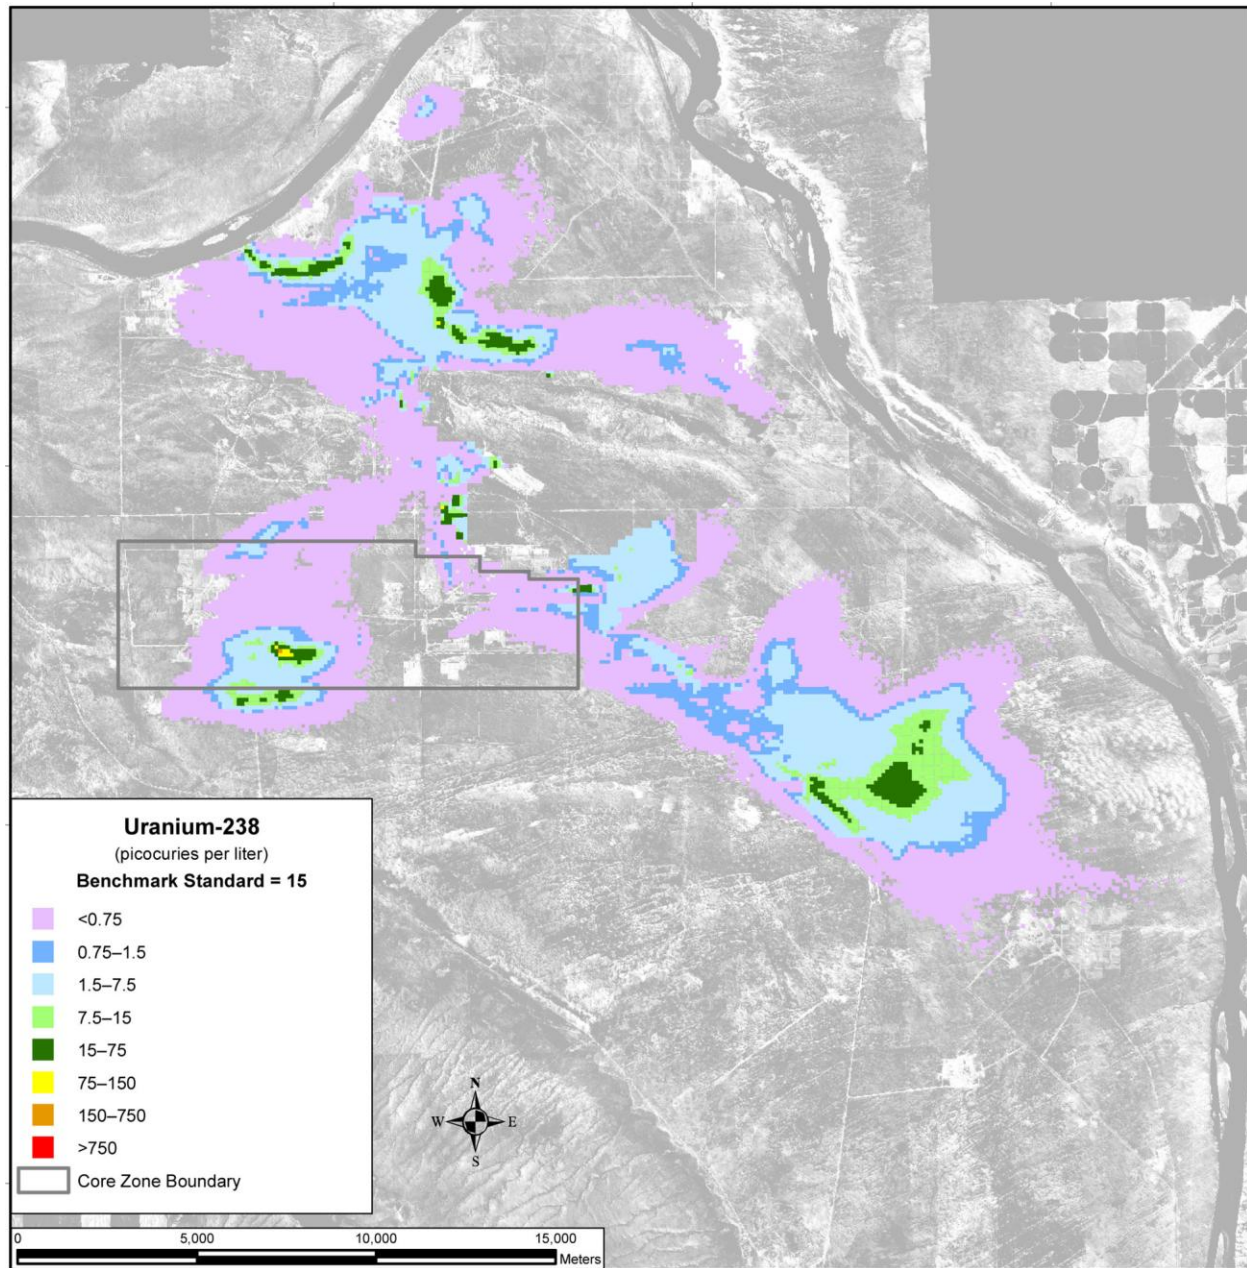 Uranium-238
(picocuries per liter)
Benchmark Standard = 15
<0.75
0.75–1.5
1.5–7.5
7.5–15
15–75
75–150
150–750
>750
Core Zone Boundary
N
W E
S
0 5,000 10,000 15,000
Meters